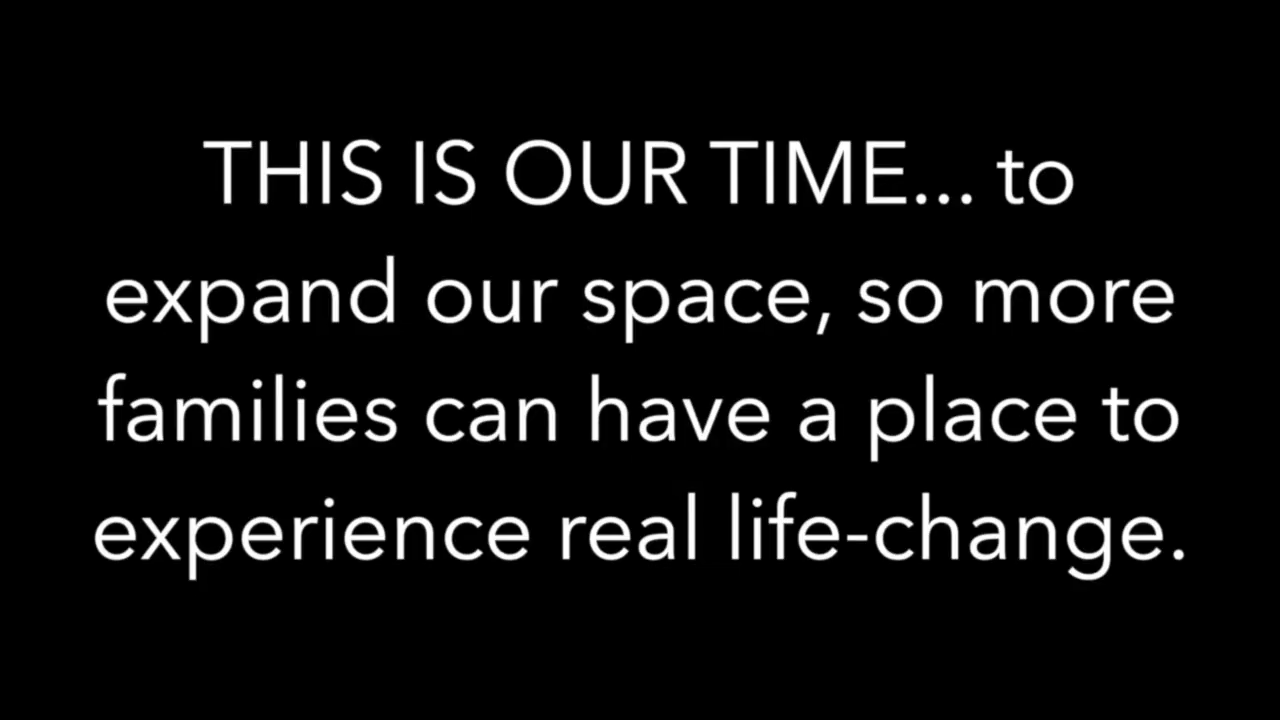 THIS IS OUR TIME... to
expand our space, so more
families can have a place to
experience real life-change.